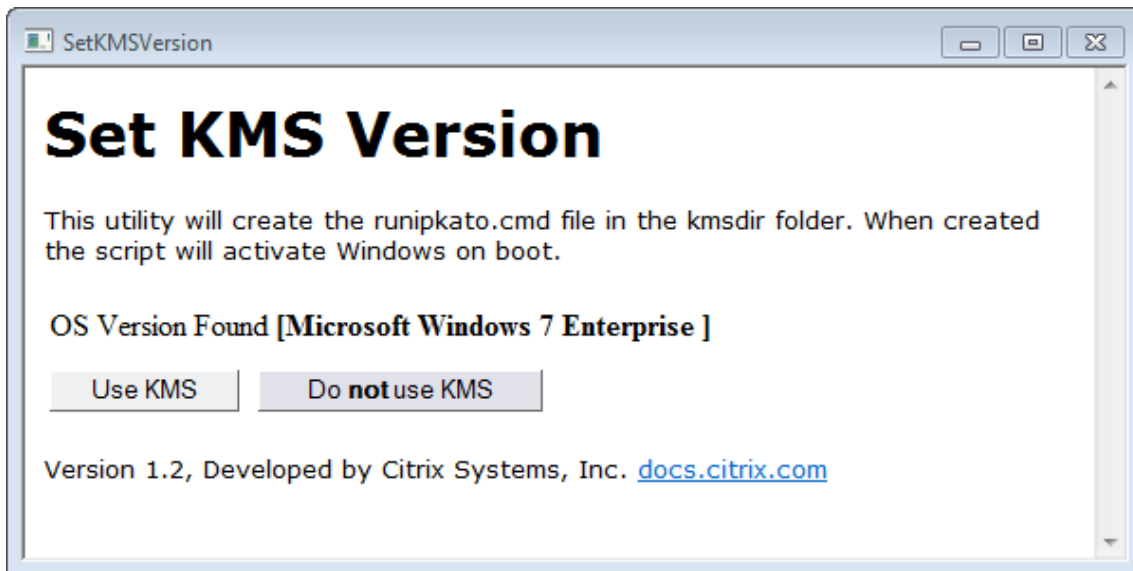 SetKMSVersion
Set KMS Version
This utility will create the runipkato.cmd file in the kmsdir folder. When created
the script will activate Windows on boot.
OS Version Found [Microsoft Windows 7 Enterprise ]
Use KMS Do not use KMS
Version 1.2, Developed by Citrix Systems, Inc. docs.citrix.com